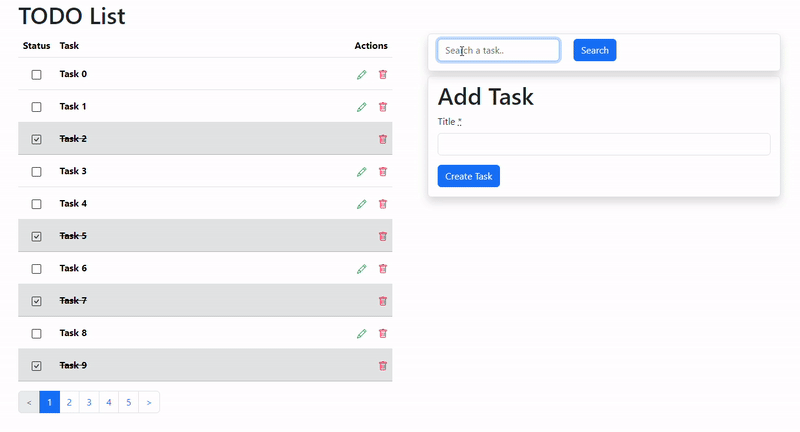 TODO List
Status Task Actions
Task 0
Task 1
Task 2
Task 3
Task 4
Task 5
Task 6
Task 7
Task 8
Task 9
< 1 2 3 4 5 >
Search a task.. Search
Add Task
Title *
Create Task